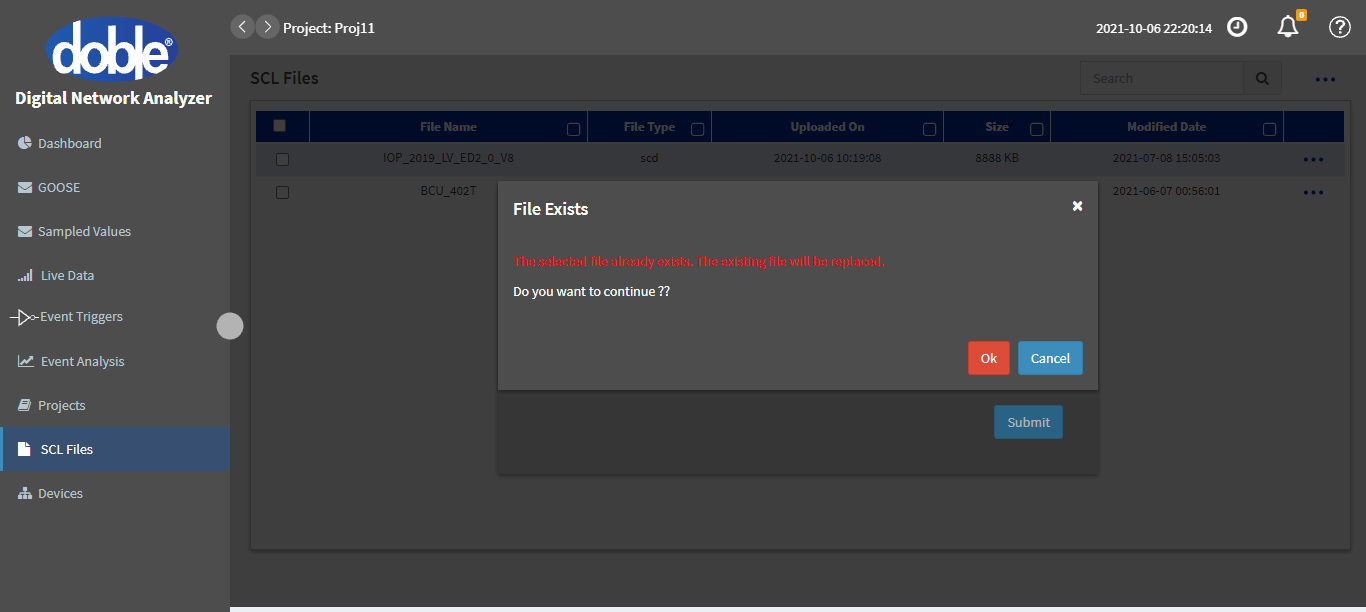 doble®
Digital Network Analyzer
Dashboard
GOOSE
Sampled Values
Live Data
Event Triggers
Event Analysis
Projects
SCL Files
Devices
Project: Proj11
2021-10-06 22:20:14
0
SCL Files
Search
File Name File Type Uploaded On Size Modified Date
IOP_2019_LV_ED2_0_V8 scd 2021-10-06 10:19:08 8888 KB 2021-07-08 15:05:03
BCU_402T 2021-06-07 00:56:01
File Exists
The selected file already exists. The existing file will be replaced.
Do you want to continue ??
Ok Cancel
Submit